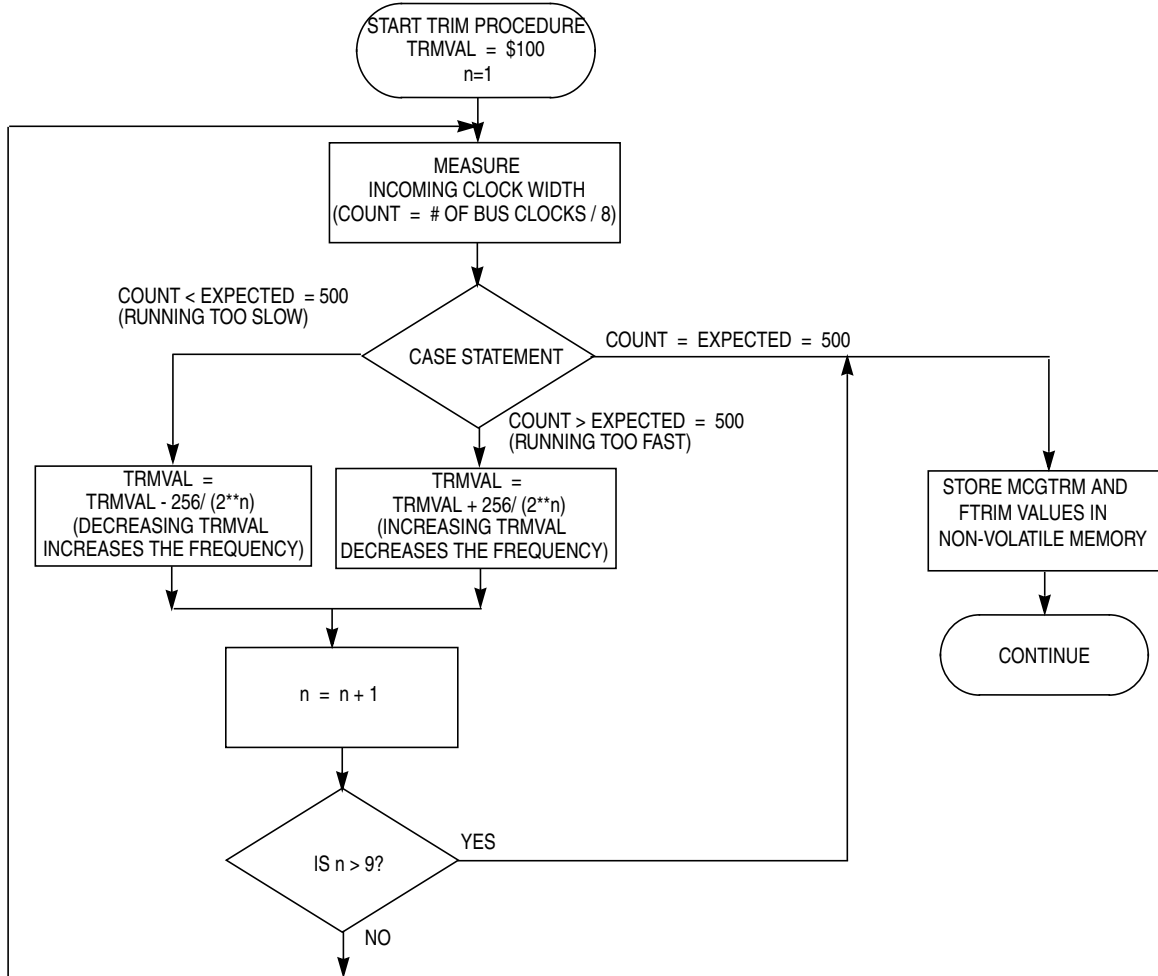 START TRIM PROCEDURE
TRMVAL = $100
n=1
MEASURE
INCOMING CLOCK WIDTH
(COUNT = # OF BUS CLOCKS / 8)
COUNT < EXPECTED = 500
(RUNNING TOO SLOW)
CASE STATEMENT
COUNT = EXPECTED = 500
COUNT > EXPECTED = 500
(RUNNING TOO FAST)
TRMVAL =
TRMVAL - 256/ (2**n)
(DECREASING TRMVAL
INCREASES THE FREQUENCY)
TRMVAL =
TRMVAL + 256/ (2**n)
(INCREASING TRMVAL
DECREASES THE FREQUENCY)
STORE MCGTRM AND
FTRIM VALUES IN
NON-VOLATILE MEMORY
CONTINUE
n = n + 1
IS n > 9?
YES
NO